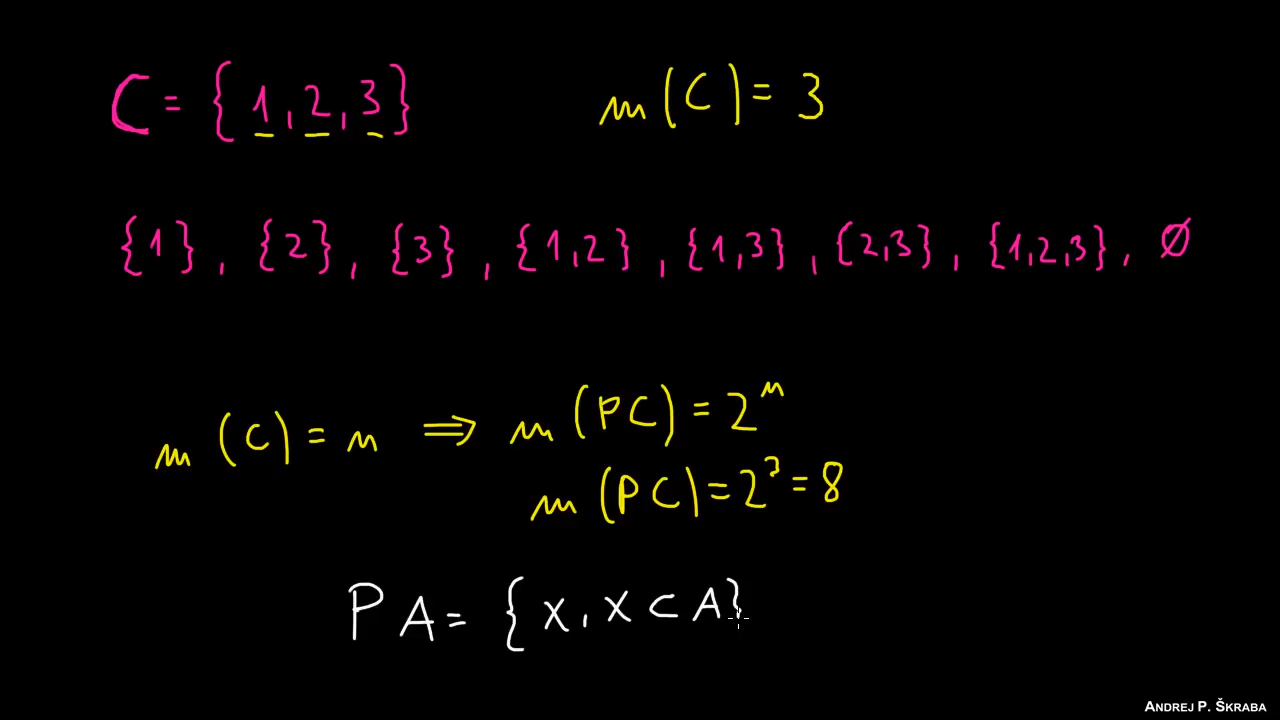 C = {1, 2, 3}
m(C) = 3
{1}, {2}, {3}, {1,2}, {1,3}, {2,3}, {1,2,3}, ∅
m(C) = n ⇒ m(PC) = 2ⁿ
m(PC) = 2³ = 8
PA = {X, X ⊂ A}
ANDREJ P. ŠKRABA